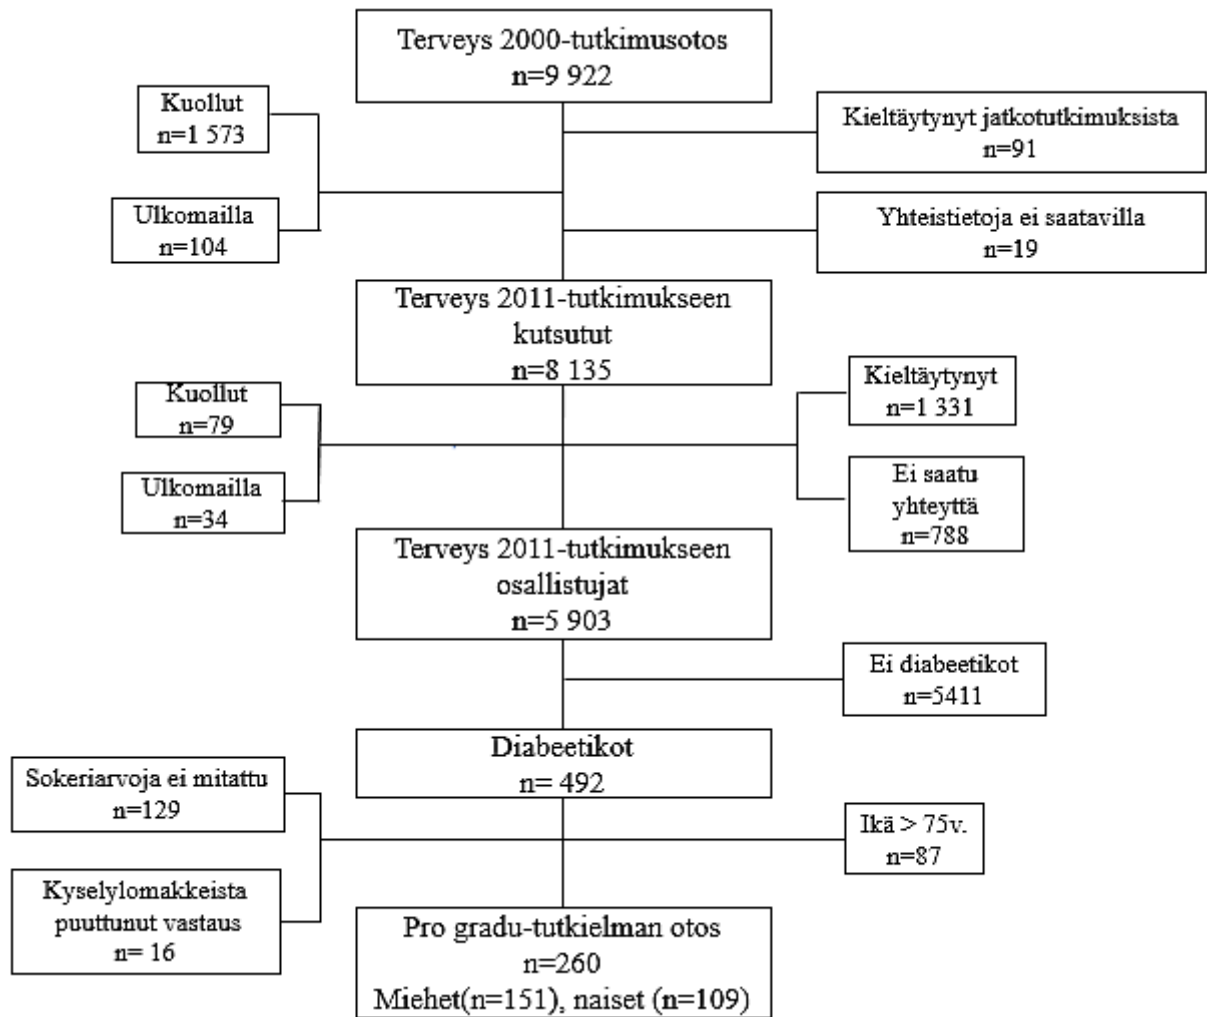 Terveys 2000-tutkimusotos
n=9 922
Kuollut
n=1 573
Kieltäytynyt jatkotutkimuksista
n=91
Ulkomailla
n=104
Yhteistietoja ei saatavilla
n=19
Terveys 2011-tutkimukseen
kutsutut
n=8 135
Kuollut
n=79
Kieltäytynyt
n=1 331
Ulkomailla
n=34
Ei saatu
yhteyttä
n=788
Terveys 2011-tutkimukseen
osallistujat
n=5 903
Ei diabeetikot
n=5411
Diabeetikot
n= 492
Sokeriarvoja ei mitattu
n=129
Ikä > 75v.
n=87
Kyselylomakkeista
puuttunut vastaus
n= 16
Pro gradu-tutkielman otos
n=260
Miehet(n=151), naiset (n=109)